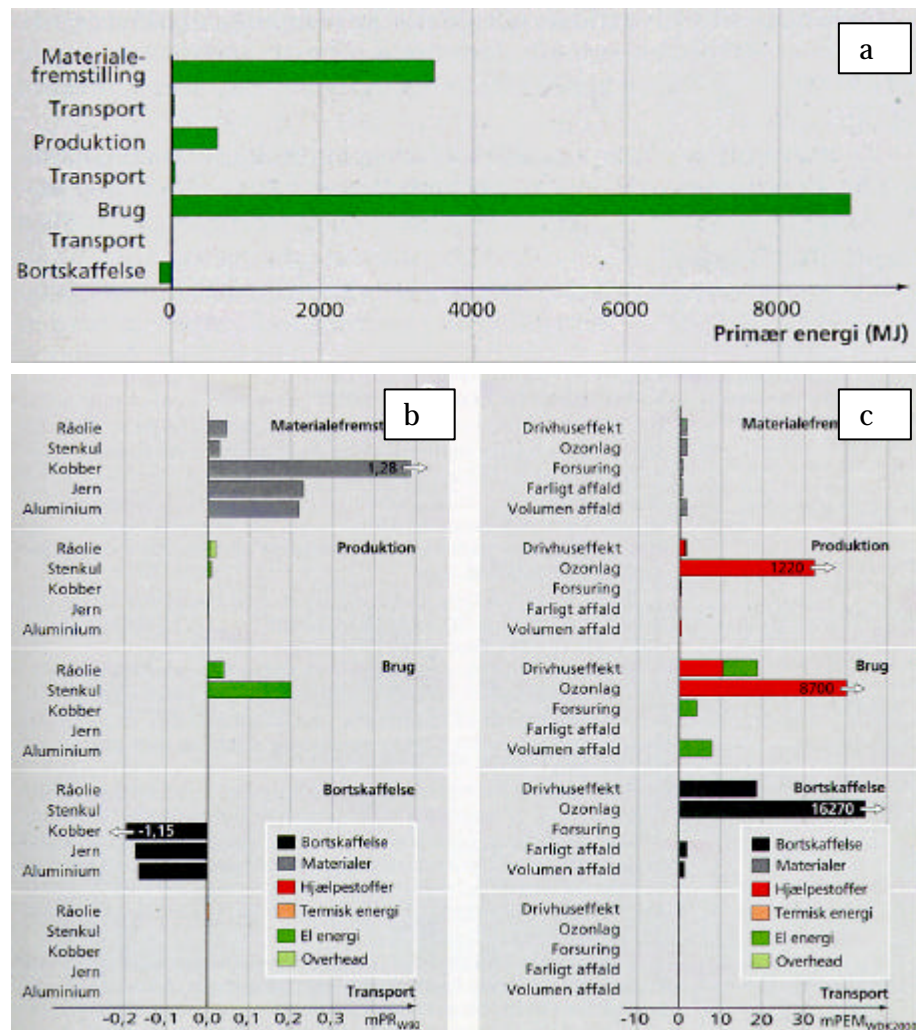 a
Materiale-
fremstilling
Transport
Produktion
Transport
Brug
Transport
Bortskaffelse
0 2000 4000 6000 8000
Primær energi (MJ)
b
Materialefremst
Råolie
Stenkul
Kobber 1,28
Jern
Aluminium
Produktion
Råolie
Stenkul
Kobber
Jern
Aluminium
Brug
Råolie
Stenkul
Kobber
Jern
Aluminium
Bortskaffelse
Råolie
Stenkul
Kobber -1,15
Jern
Aluminium
Bortskaffelse
Materialer
Hjælpestoffer
Termisk energi
El energi
Overhead
Råolie
Stenkul
Kobber
Jern
Aluminium
Transport
-0,2 -0,1 0,0 0,1 0,2 0,3 mPR W90
c
Materialefrem
Drivhuseffekt
Ozonlag
Forsuring
Farligt affald
Volumen affald
Produktion
Drivhuseffekt
Ozonlag 1220
Forsuring
Farligt affald
Volumen affald
Brug
Drivhuseffekt
Ozonlag 8700
Forsuring
Farligt affald
Volumen affald
Bortskaffelse
Drivhuseffekt
Ozonlag 16270
Forsuring
Farligt affald
Volumen affald
Bortskaffelse
Materialer
Hjælpestoffer
Termisk energi
El energi
Overhead
Drivhuseffekt
Ozonlag
Forsuring
Farligt affald
Volumen affald
Transport
-10 0 10 20 30 mPEM